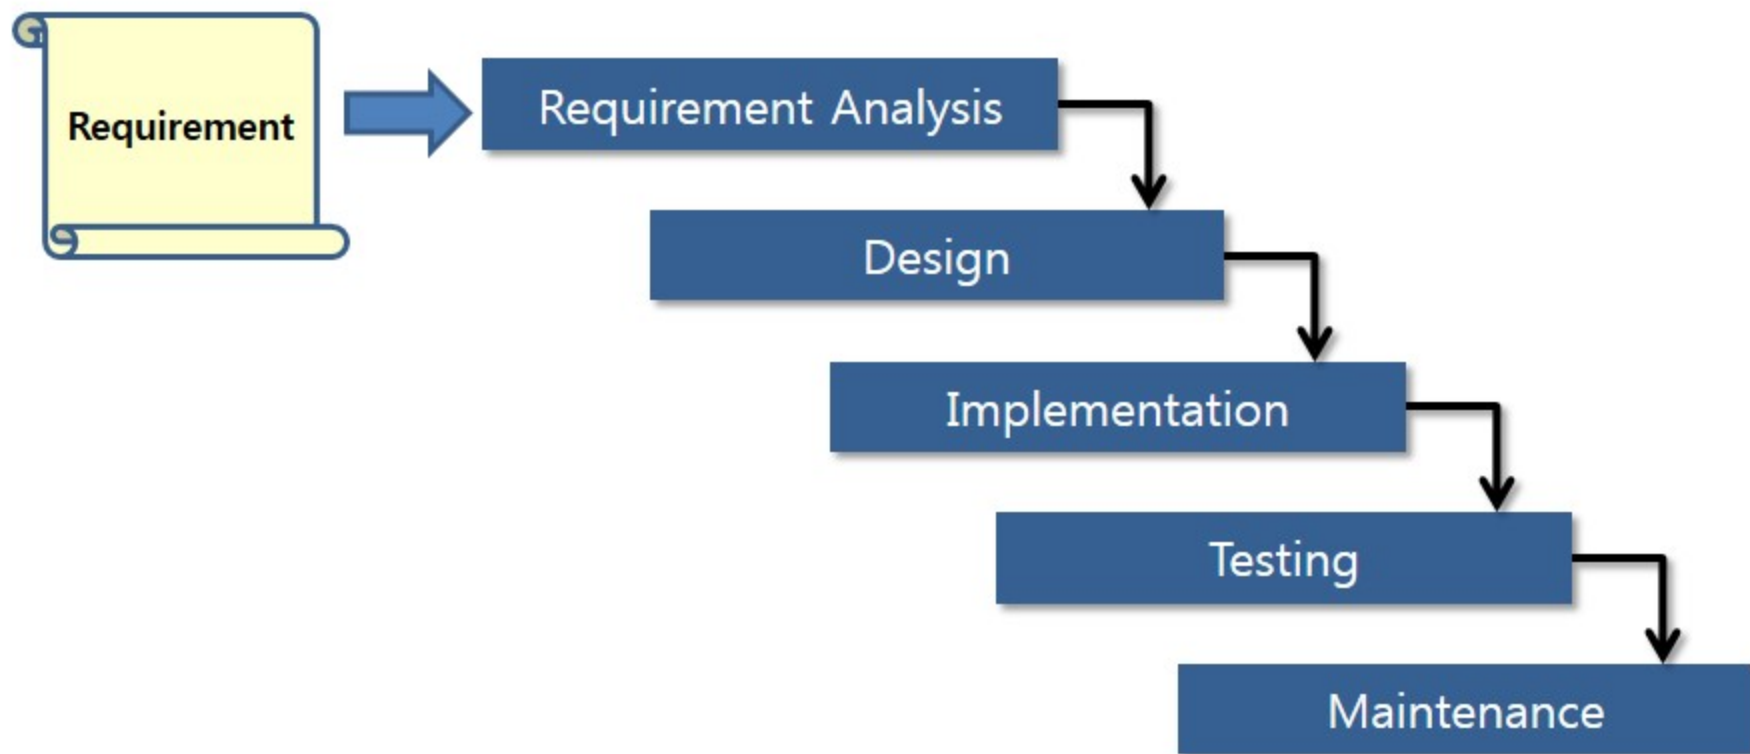 Requirement
Requirement Analysis
Design
Implementation
Testing
Maintenance